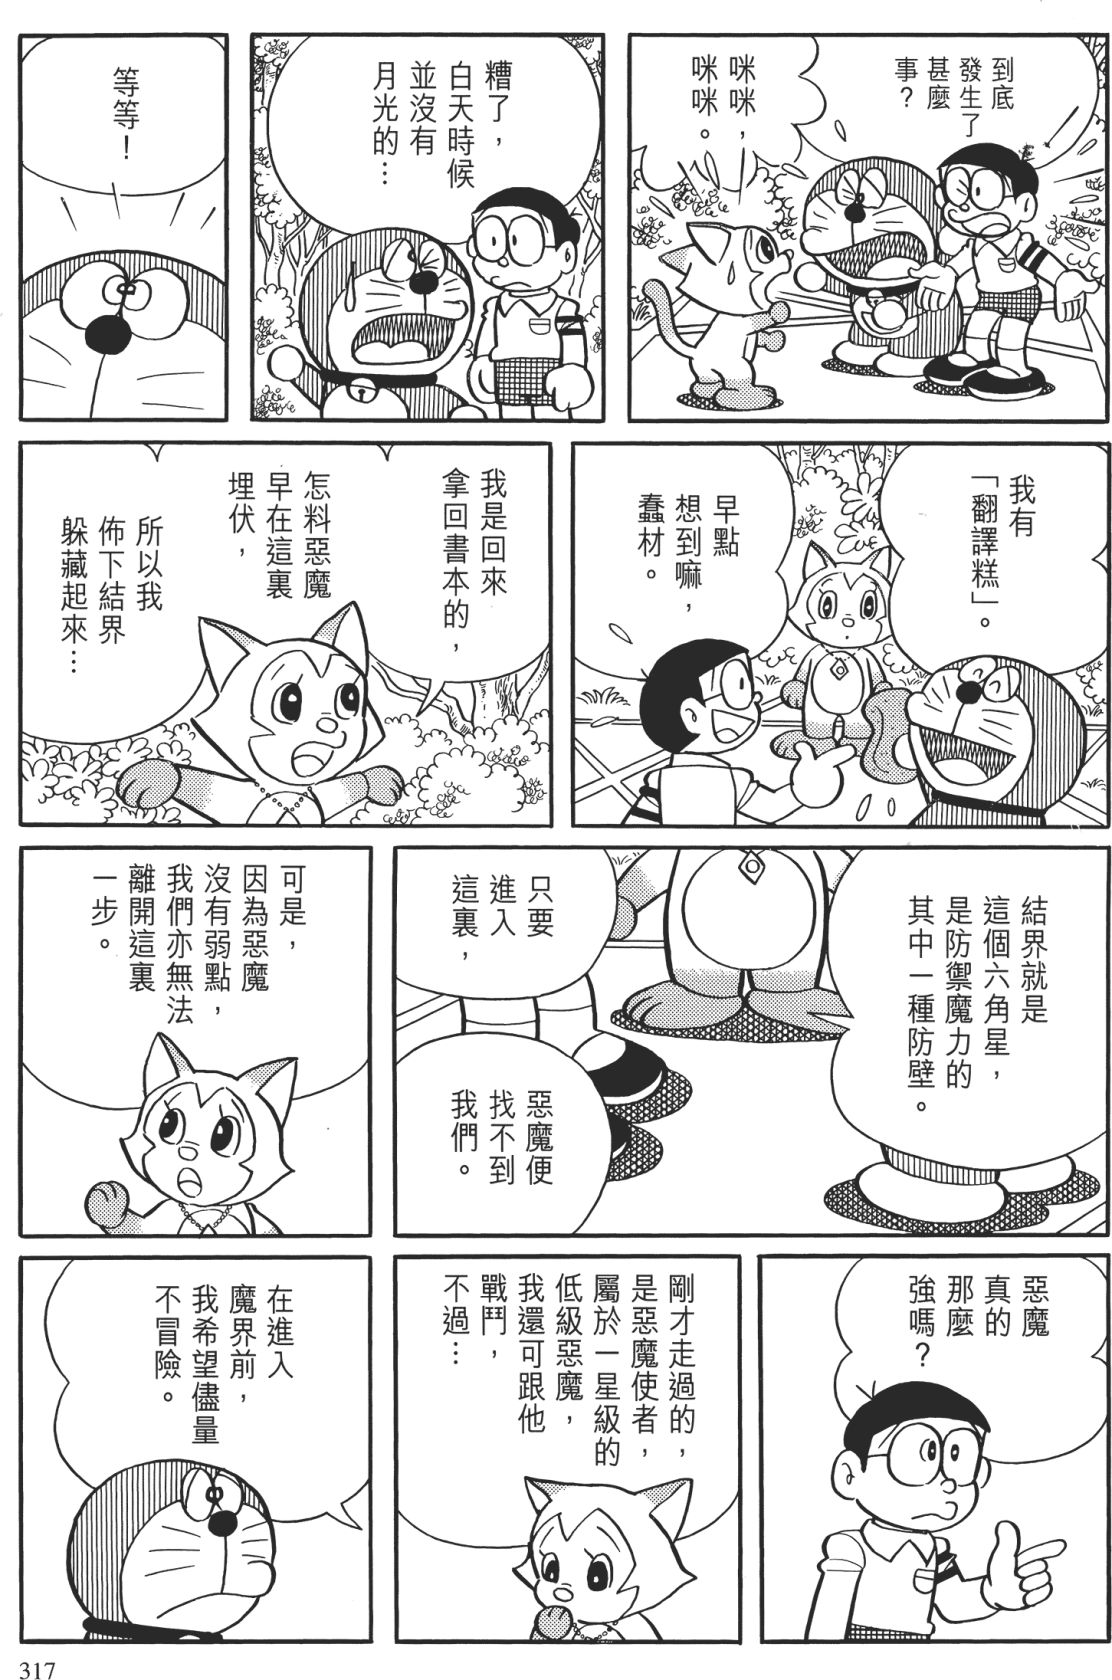 到底
發生了
甚麼
事？
咪咪，
咪咪。
糟了，
白天時候
並沒有
月光的…
等等！
我有
「翻譯糕」。
早點
想到嘛，
蠢材。
我是回來
拿回書本的，
怎料惡魔
早在這裏
埋伏，
所以我
佈下結界
躲藏起來…
結界就是
這個六角星，
是防禦魔力的
其中一種防壁。
只要
進入
這裏，
惡魔便
找不到
我們。
可是，
因為惡魔
沒有弱點，
我們亦無法
離開這裏
一步。
惡魔
真的
那麼
強嗎？
剛才走過的，
是惡魔使者，
屬於一星級的
低級惡魔，
我還可跟他
戰鬥，
不過…
在進入
魔界前，
我希望儘量
不冒險。
317